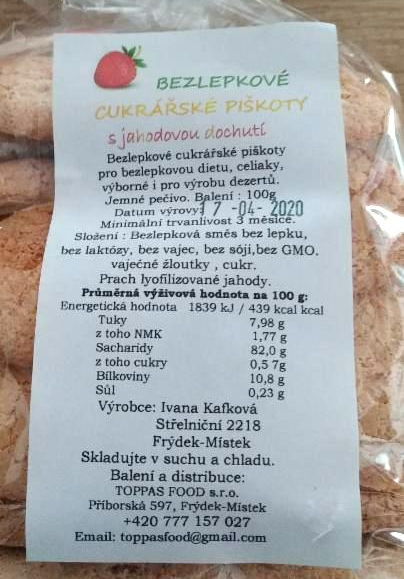 BEZLEPKOVÉ
CUKRÁŘSKÉ PIŠKOTY
s jahodovou dochutí
Bezlepkové cukrářské piškoty
pro bezlepkovou dietu, celiaky,
výborné i pro výrobu dezertů.
Jemné pečivo. Balení : 100g
Datum výrovy: 17 -04- 2020
Minimální trvanlivost 3 měsíce.
Složení : Bezlepková směs bez lepku,
bez laktózy, bez vajec, bez sóji,bez GMO.
vaječné žloutky , cukr.
Prach lyofilizované jahody.
Průměrná výživová hodnota na 100 g:
Energetická hodnota 1839 kJ / 439 kcal kcal
Tuky 7,98 g
z toho NMK 1,77 g
Sacharidy 82,0 g
z toho cukry 0,5 7g
Bílkoviny 10,8 g
Sůl 0,23 g
Výrobce: Ivana Kafková
Střelniční 2218
Frýdek-Místek
Skladujte v suchu a chladu.
Balení a distribuce:
TOPPAS FOOD s.r.o.
Příborská 597, Frýdek-Místek
+420 777 157 027
Email: toppasfood@gmail.com